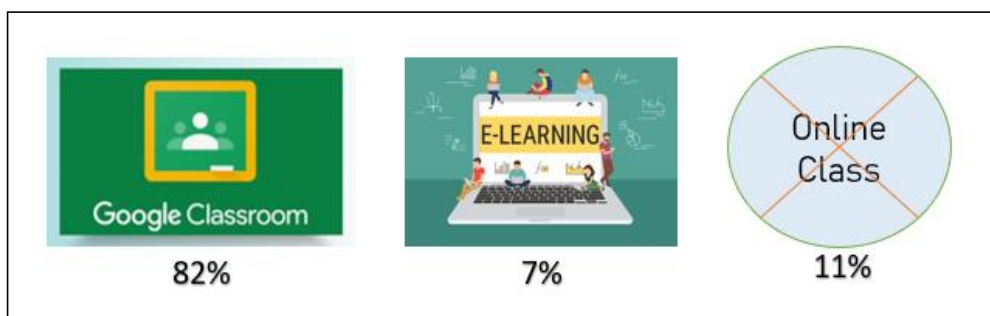 Google Classroom
82%
E-LEARNING
7%
Online
Class
11%